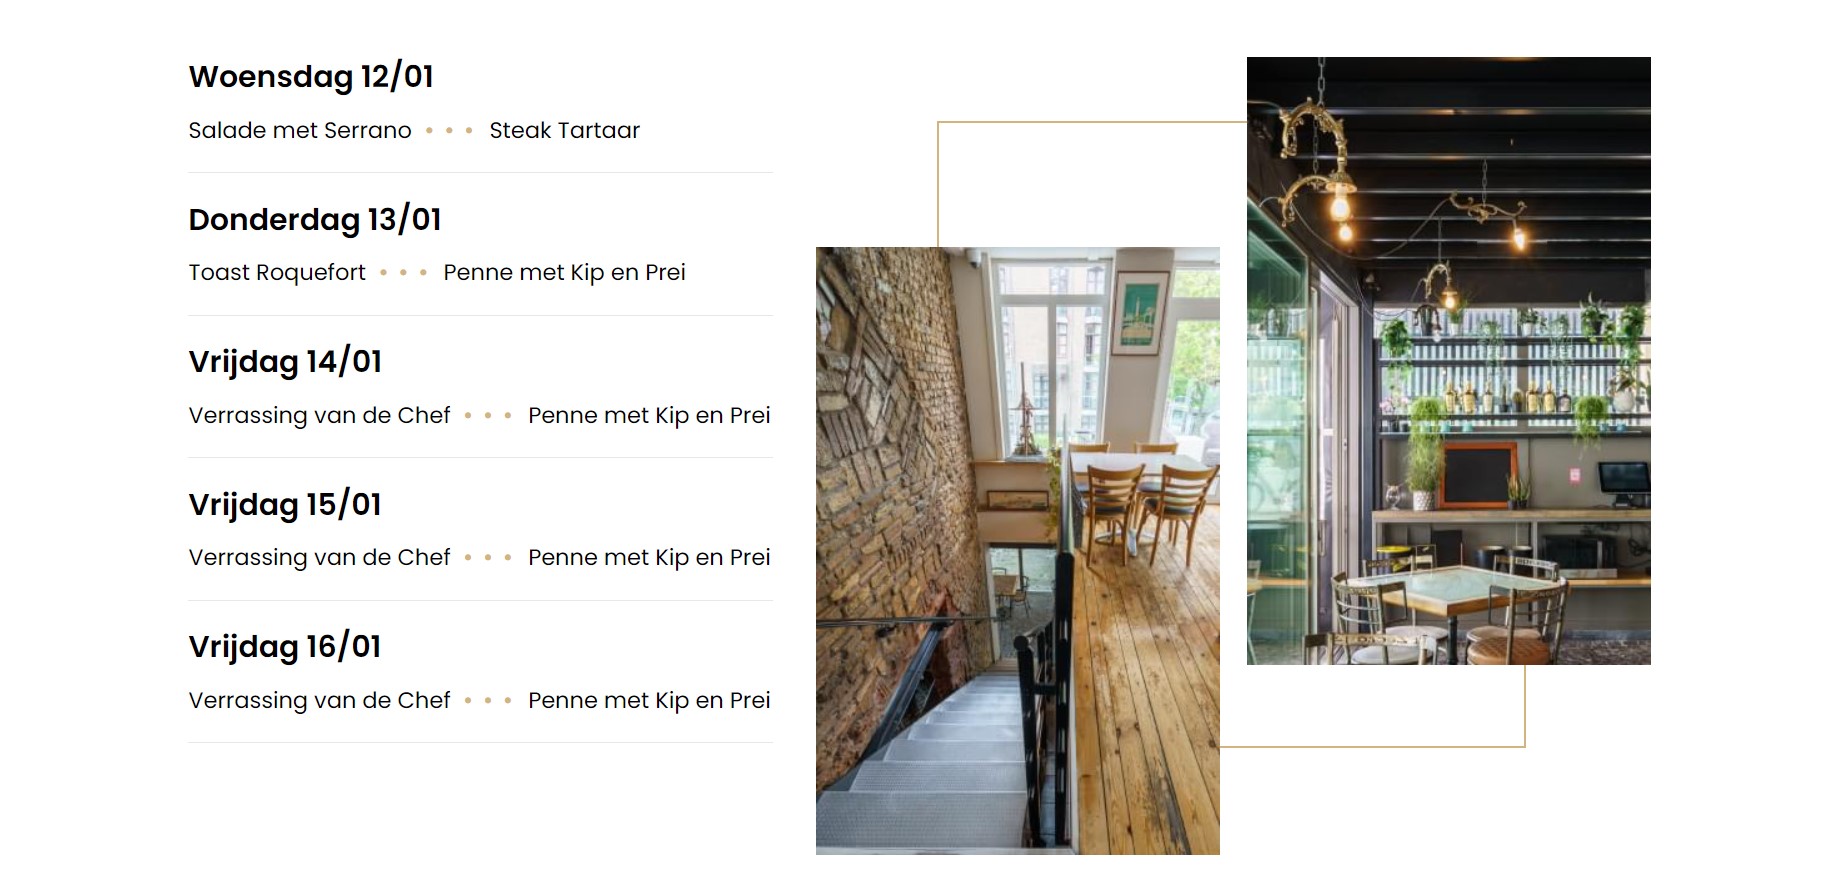 Woensdag 12/01
Salade met Serrano • • • Steak Tartaar
Donderdag 13/01
Toast Roquefort • • • Penne met Kip en Prei
Vrijdag 14/01
Verrassing van de Chef • • • Penne met Kip en Prei
Vrijdag 15/01
Verrassing van de Chef • • • Penne met Kip en Prei
Vrijdag 16/01
Verrassing van de Chef • • • Penne met Kip en Prei